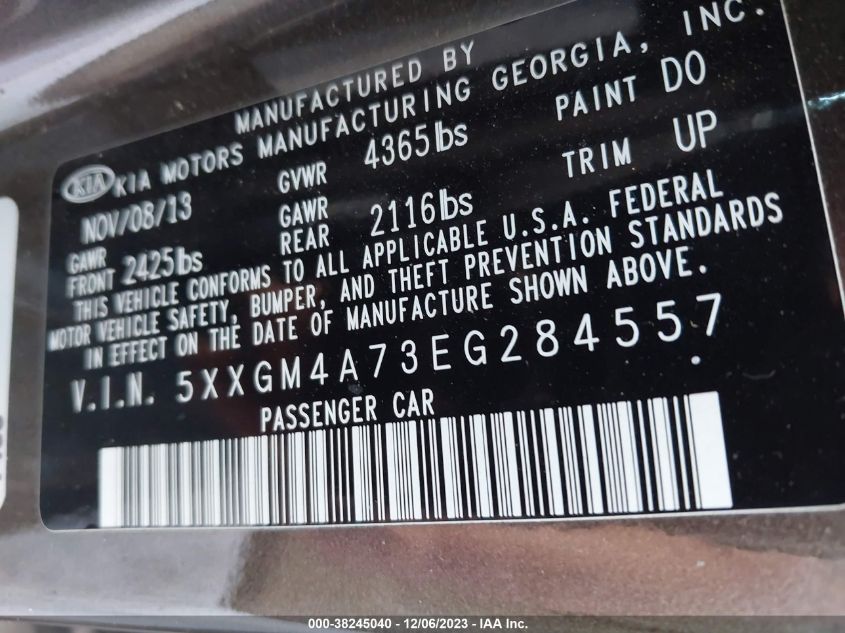 MANUFACTURED BY
KIA KIA MOTORS MANUFACTURING GEORGIA, INC.
NOV/08/13 GVWR 4365lbs PAINT DO
GAWR FRONT 2425lbs GAWR REAR 2116lbs TRIM UP
THIS VEHICLE CONFORMS TO ALL APPLICABLE U.S.A. FEDERAL
MOTOR VEHICLE SAFETY, BUMPER, AND THEFT PREVENTION STANDARDS
IN EFFECT ON THE DATE OF MANUFACTURE SHOWN ABOVE.
V.I.N. 5XXGM4A73EG284557
PASSENGER CAR
000-38245040 - 12/06/2023 - IAA Inc.